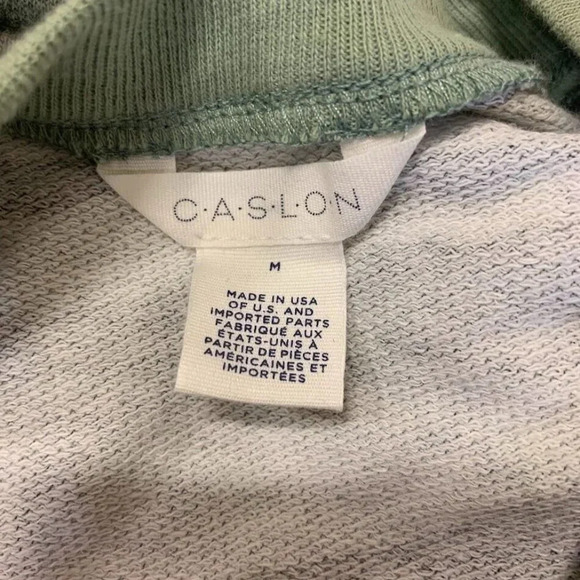 C·A·S·L·O·N
M
MADE IN USA
OF U.S. AND
IMPORTED PARTS
FABRIQUÉ AUX
ÉTATS-UNIS À
PARTIR DE PIÈCES
AMÉRICAINES ET
IMPORTÉES